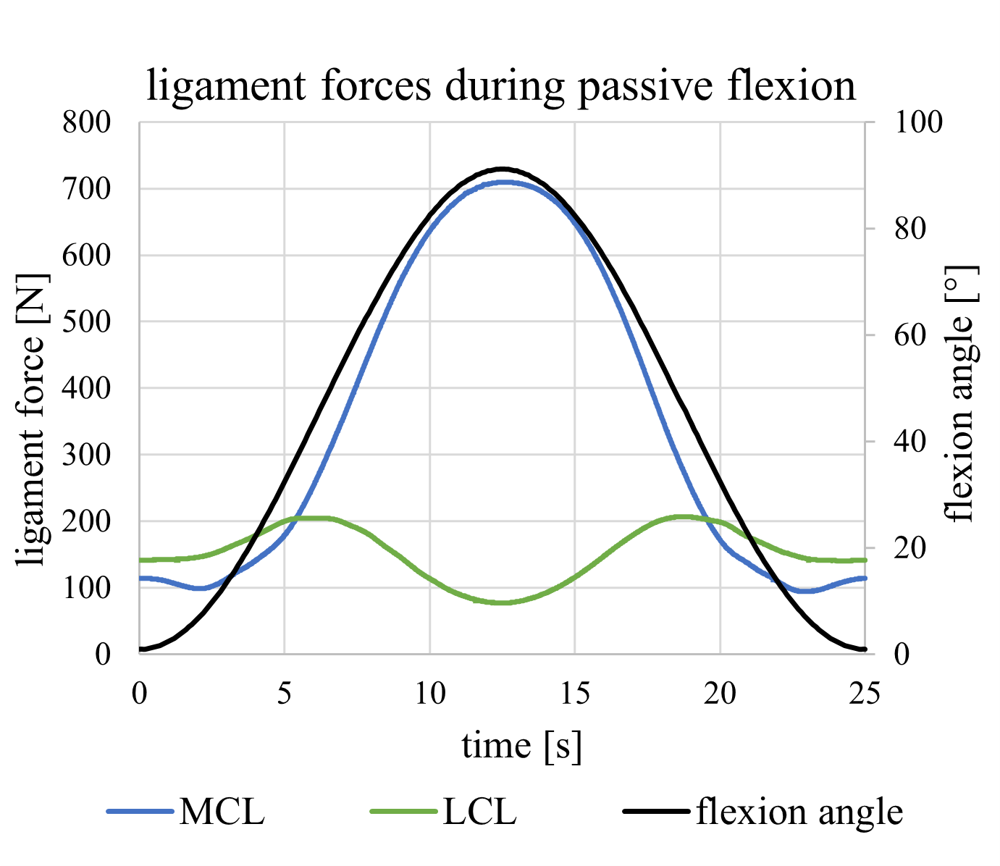 ligament forces during passive flexion
800
700
600
500
400
300
200
100
0
ligament force [N]
100
80
60
40
20
0
flexion angle [°]
0 5 10 15 20 25
time [s]
MCL LCL flexion angle